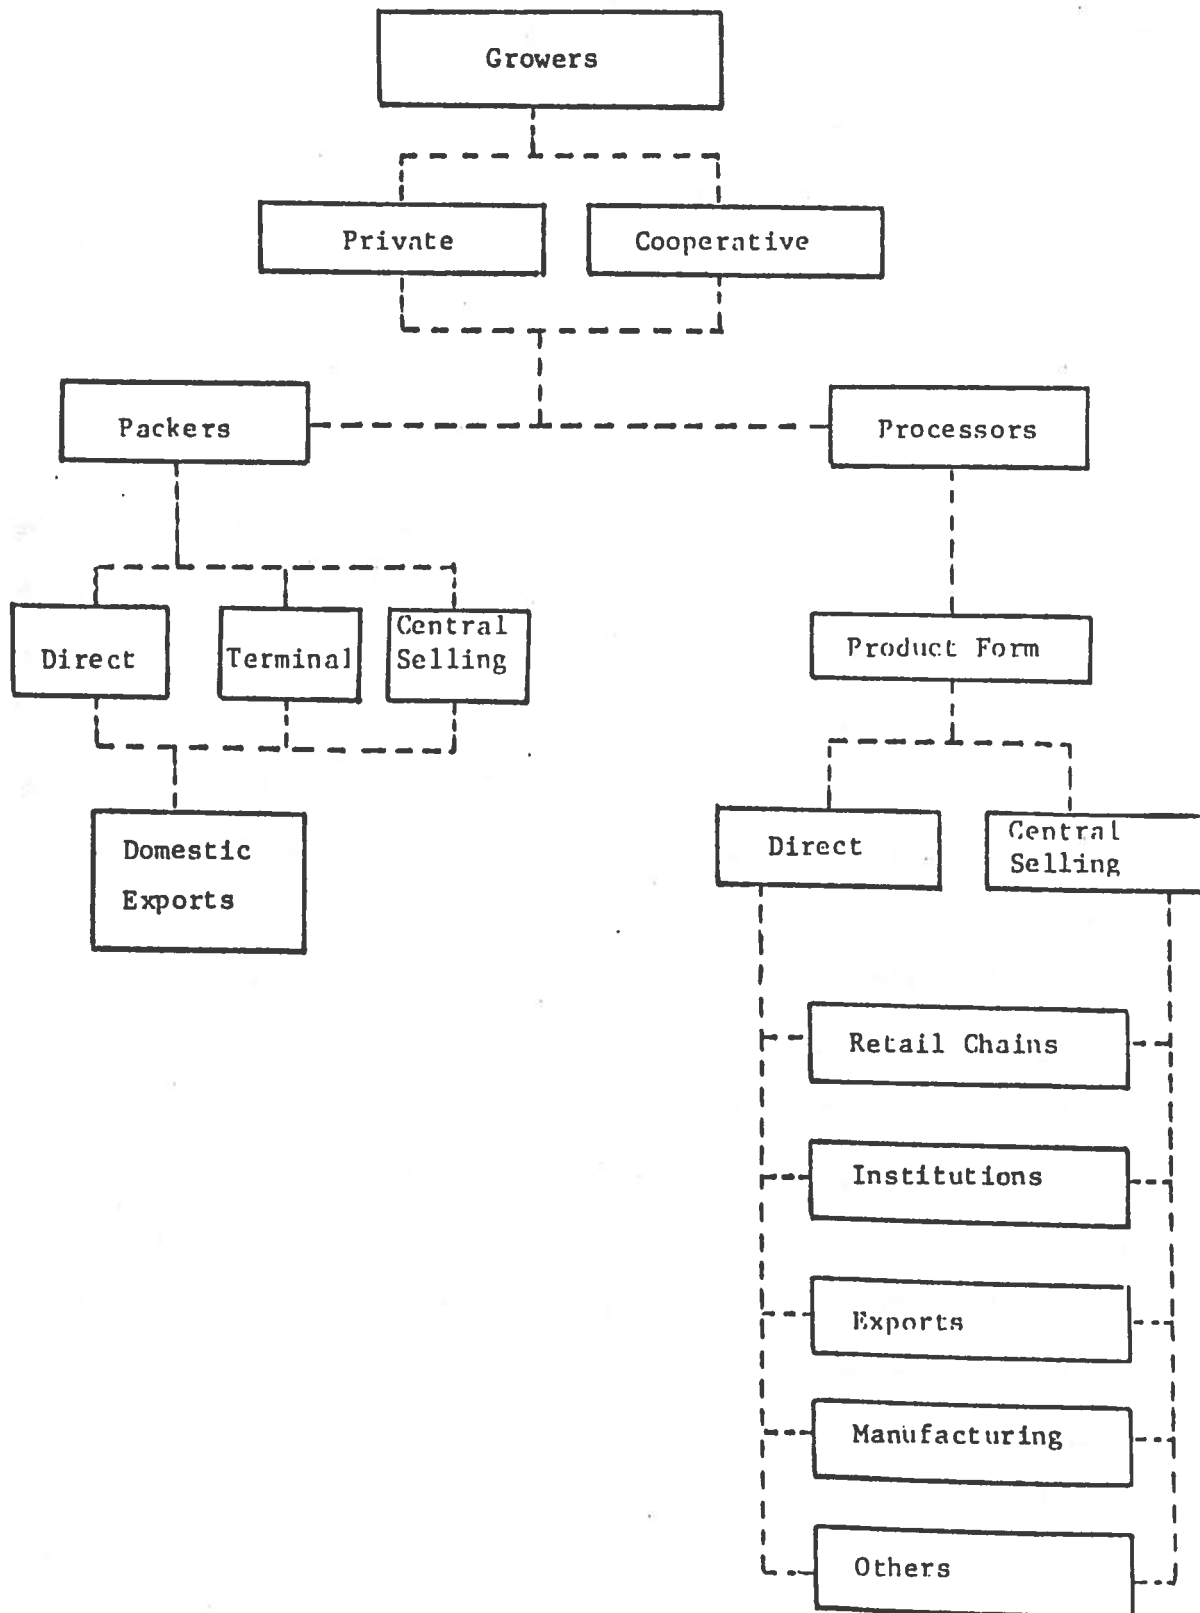 Growers
Private
Cooperative
Packers
Processors
Direct
Terminal
Central
Selling
Product Form
Domestic
Exports
Direct
Central
Selling
Retail Chains
Institutions
Exports
Manufacturing
Others